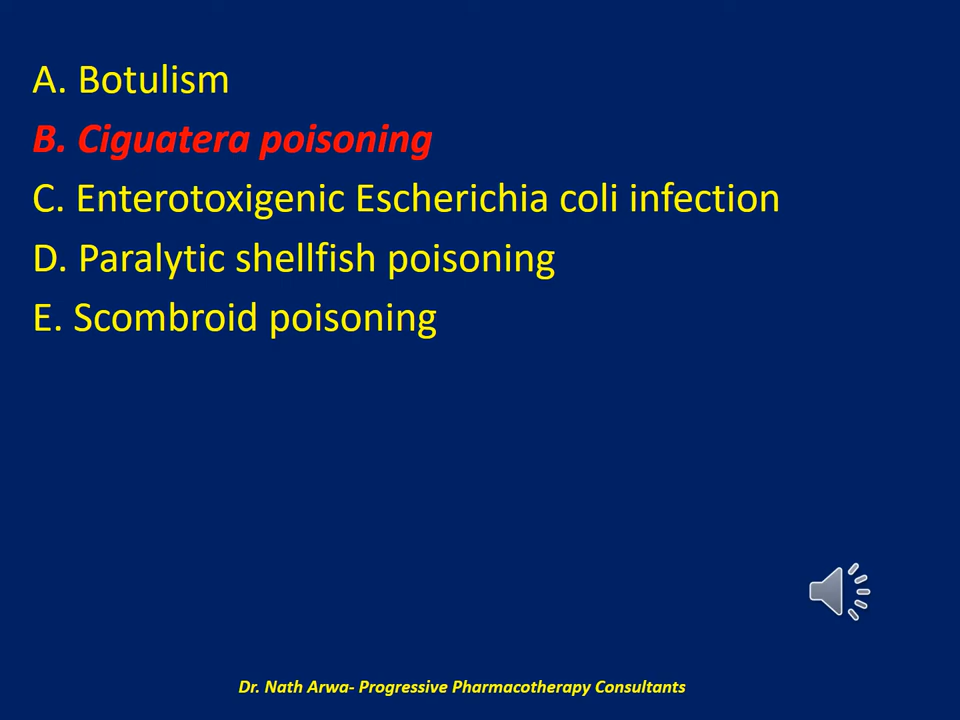 A. Botulism
B. Ciguatera poisoning
C. Enterotoxigenic Escherichia coli infection
D. Paralytic shellfish poisoning
E. Scombroid poisoning
Dr. Nath Arwa- Progressive Pharmacotherapy Consultants